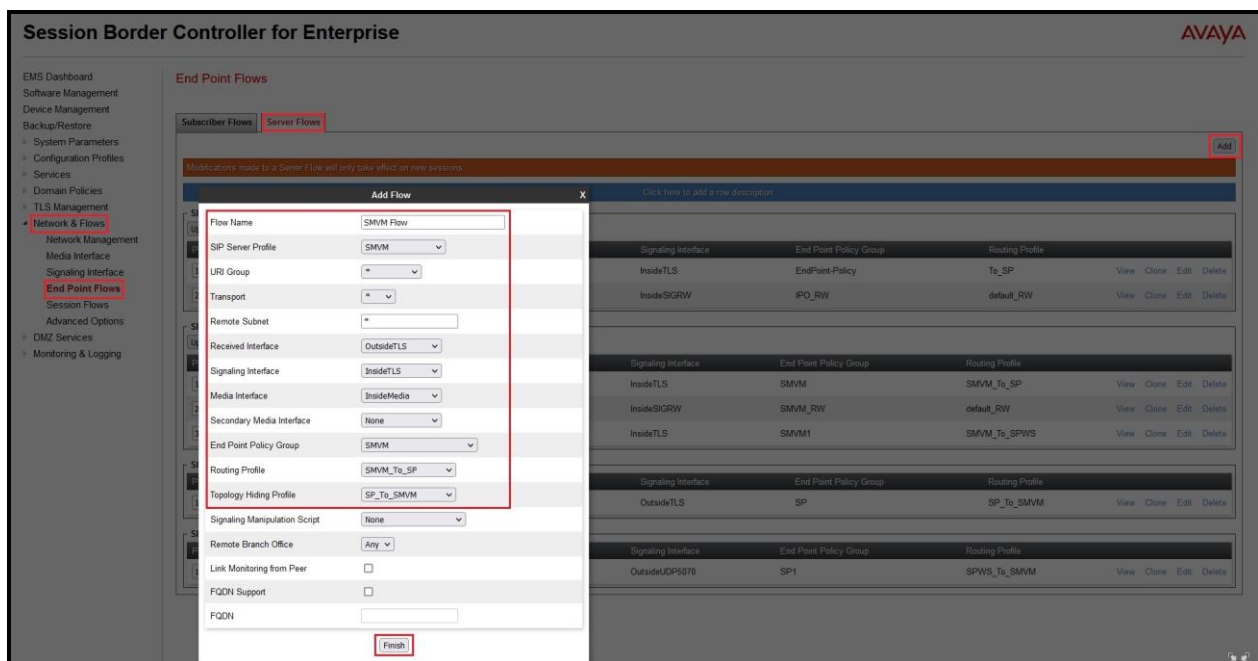 Session Border Controller for Enterprise
AVAYA
EMS Dashboard
Software Management
Device Management
Backup/Restore
System Parameters
Configuration Profiles
Services
Domain Policies
TLS Management
Network & Flows
Network Management
Media Interface
Signaling Interface
End Point Flows
Session Flows
Advanced Options
DMZ Services
Monitoring & Logging
End Point Flows
Subscriber Flows Server Flows
Add
Modifications made to a Server Flow will only take effect on new sessions.
Click here to add a row description.
Signaling Interface End Point Policy Group Routing Profile
InsideTLS EndPoint-Policy To_SP View Clone Edit Delete
InsideSIGRW IPO_RW default_RW View Clone Edit Delete
Signaling Interface End Point Policy Group Routing Profile
InsideTLS SMVM SMVM_To_SP View Clone Edit Delete
InsideSIGRW SMVM_RW default_RW View Clone Edit Delete
InsideTLS SMVM1 SMVM_To_SPWS View Clone Edit Delete
Signaling Interface End Point Policy Group Routing Profile
OutsideTLS SP SP_To_SMVM View Clone Edit Delete
Signaling Interface End Point Policy Group Routing Profile
OutsideUDP5070 SP1 SPWS_To_SMVM View Clone Edit Delete
Add Flow X
Flow Name SMVM Flow
SIP Server Profile SMVM
URI Group *
Transport *
Remote Subnet *
Received Interface OutsideTLS
Signaling Interface InsideTLS
Media Interface InsideMedia
Secondary Media Interface None
End Point Policy Group SMVM
Routing Profile SMVM_To_SP
Topology Hiding Profile SP_To_SMVM
Signaling Manipulation Script None
Remote Branch Office Any
Link Monitoring from Peer
FQDN Support
FQDN
Finish